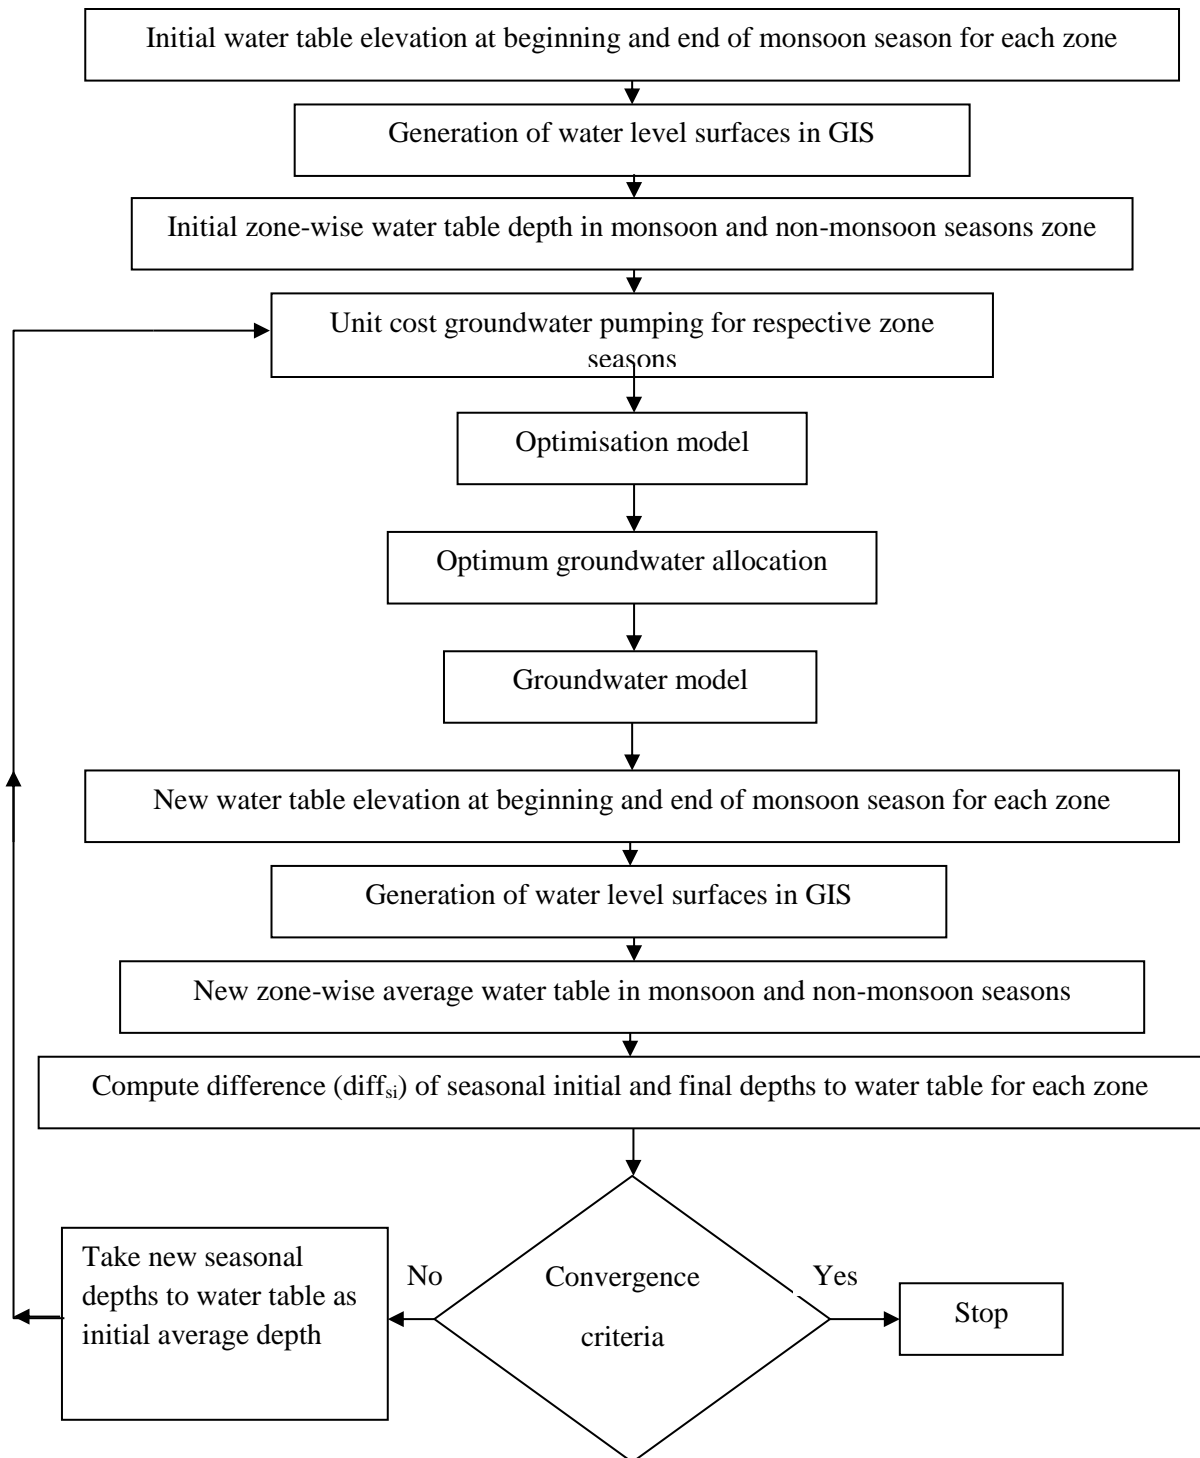 Initial water table elevation at beginning and end of monsoon season for each zone
Generation of water level surfaces in GIS
Initial zone-wise water table depth in monsoon and non-monsoon seasons zone
Unit cost groundwater pumping for respective zone
seasons
Optimisation model
Optimum groundwater allocation
Groundwater model
New water table elevation at beginning and end of monsoon season for each zone
Generation of water level surfaces in GIS
New zone-wise average water table in monsoon and non-monsoon seasons
Compute difference (diffsi) of seasonal initial and final depths to water table for each zone
Take new seasonal
depths to water table as
initial average depth
No
Convergence
criteria
Yes
Stop